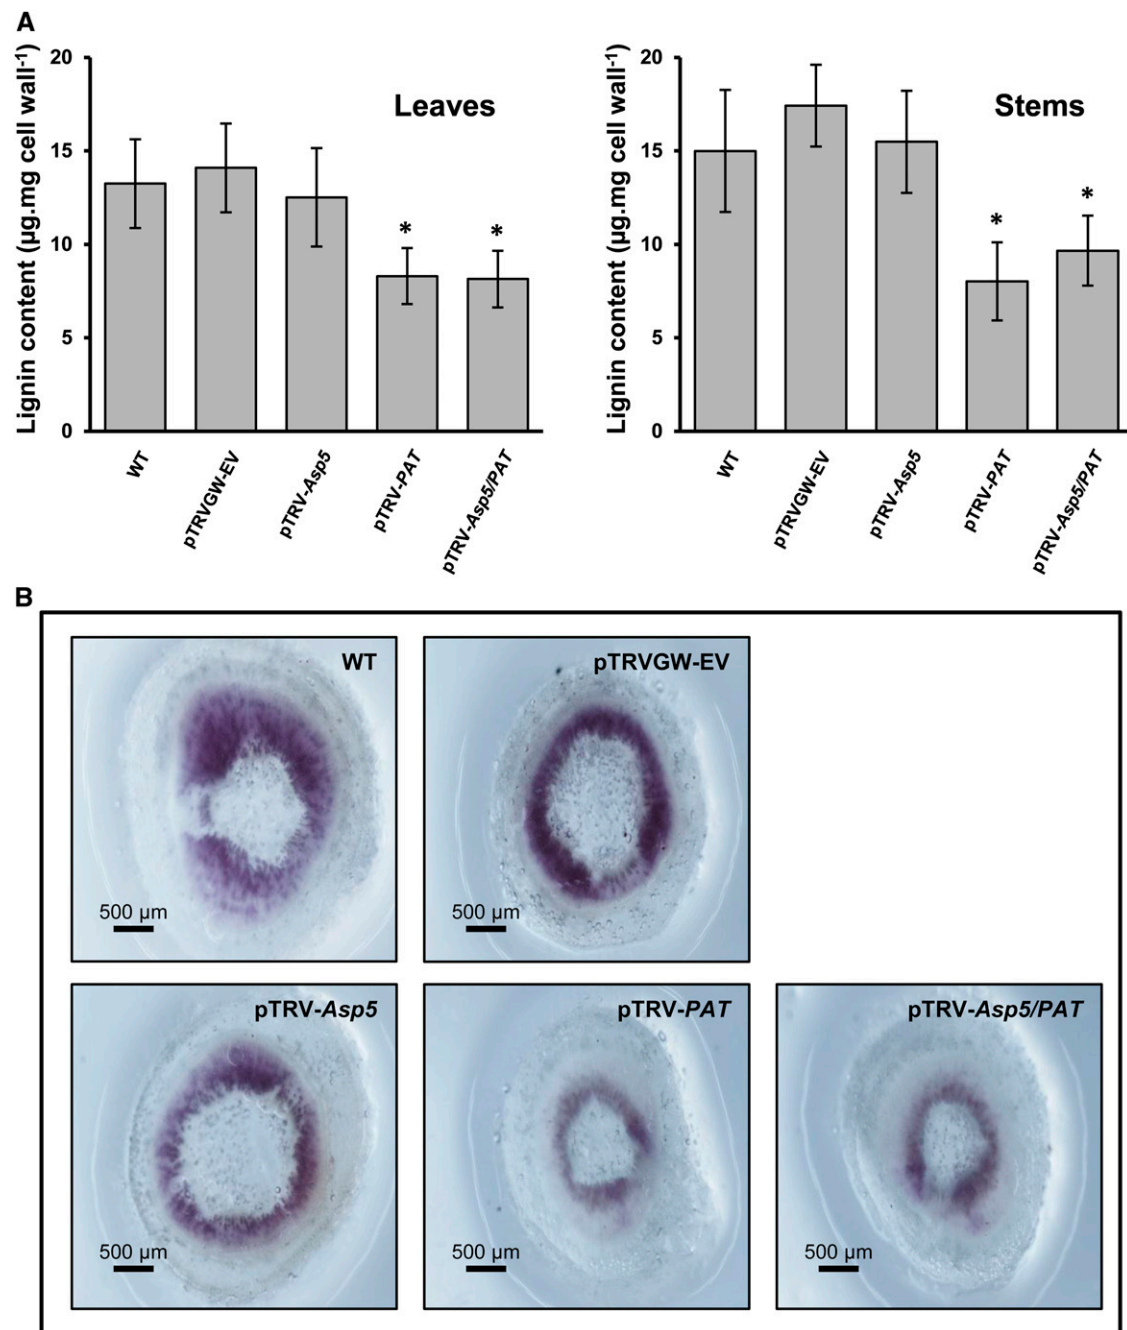 A
Lignin content (µg.mg cell wall-1)
20
15
10
5
0
Leaves
*
*
WT
pTRVGW-EV
pTRV-Asp5
pTRV-PAT
pTRV-Asp5/PAT
Lignin content (µg.mg cell wall-1)
20
15
10
5
0
Stems
*
*
WT
pTRVGW-EV
pTRV-Asp5
pTRV-PAT
pTRV-Asp5/PAT
B
WT
500 µm
pTRVGW-EV
500 µm
pTRV-Asp5
500 µm
pTRV-PAT
500 µm
pTRV-Asp5/PAT
500 µm